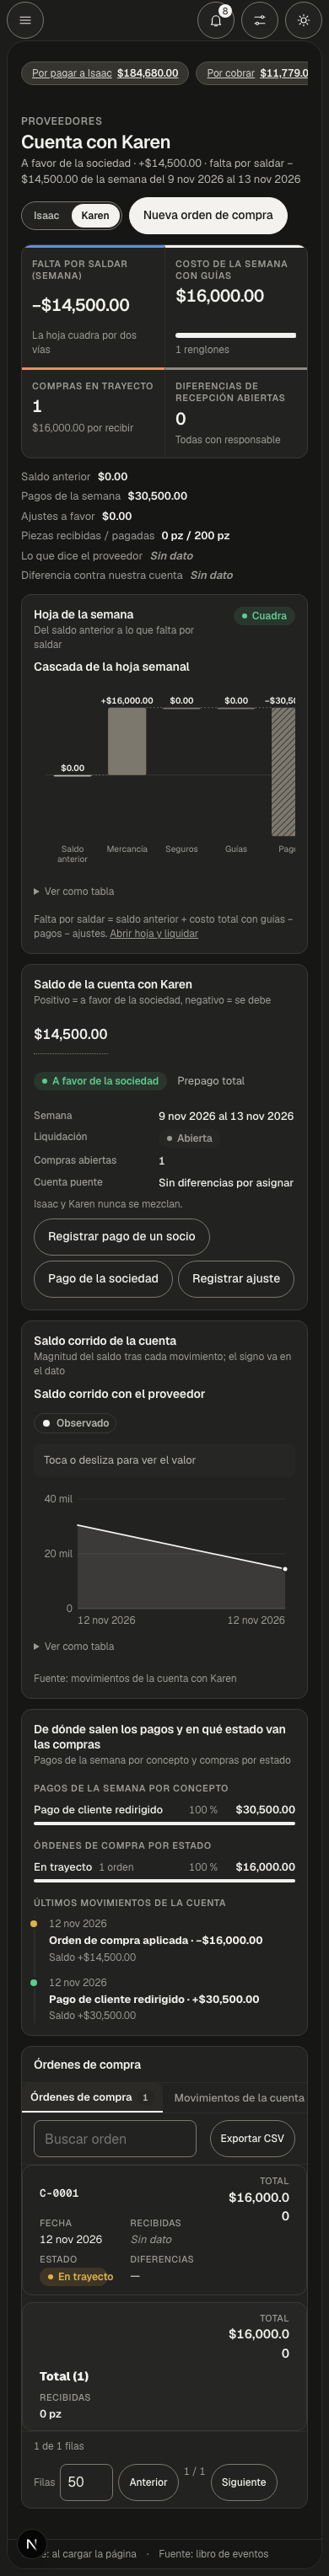 8
Por pagar a Isaac $184,680.00
Por cobrar $11,779.0
PROVEEDORES
Cuenta con Karen
A favor de la sociedad · +$14,500.00 · falta por saldar −
$14,500.00 de la semana del 9 nov 2026 al 13 nov 2026
Isaac
Karen
Nueva orden de compra
FALTA POR SALDAR
(SEMANA)
−$14,500.00
La hoja cuadra por dos
vías
COSTO DE LA SEMANA
CON GUÍAS
$16,000.00
1 renglones
COMPRAS EN TRAYECTO
1
$16,000.00 por recibir
DIFERENCIAS DE
RECEPCIÓN ABIERTAS
0
Todas con responsable
Saldo anterior $0.00
Pagos de la semana $30,500.00
Ajustes a favor $0.00
Piezas recibidas / pagadas 0 pz / 200 pz
Lo que dice el proveedor Sin dato
Diferencia contra nuestra cuenta Sin dato
Hoja de la semana
Cuadra
Del saldo anterior a lo que falta por
saldar
Cascada de la hoja semanal
+$16,000.00 $0.00 $0.00 −$30,50
$0.00
Saldo
anterior
Mercancía
Seguros
Guías
Pago
Ver como tabla
Falta por saldar = saldo anterior + costo total con guías −
pagos − ajustes. Abrir hoja y liquidar
Saldo de la cuenta con Karen
Positivo = a favor de la sociedad, negativo = se debe
$14,500.00
A favor de la sociedad
Prepago total
Semana 9 nov 2026 al 13 nov 2026
Liquidación Abierta
Compras abiertas 1
Cuenta puente Sin diferencias por asignar
Isaac y Karen nunca se mezclan.
Registrar pago de un socio
Pago de la sociedad
Registrar ajuste
Saldo corrido de la cuenta
Magnitud del saldo tras cada movimiento; el signo va en
el dato
Saldo corrido con el proveedor
Observado
Toca o desliza para ver el valor
40 mil
20 mil
0
12 nov 2026 12 nov 2026
Ver como tabla
Fuente: movimientos de la cuenta con Karen
De dónde salen los pagos y en qué estado van
las compras
Pagos de la semana por concepto y compras por estado
PAGOS DE LA SEMANA POR CONCEPTO
Pago de cliente redirigido 100 % $30,500.00
ÓRDENES DE COMPRA POR ESTADO
En trayecto 1 orden 100 % $16,000.00
ÚLTIMOS MOVIMIENTOS DE LA CUENTA
12 nov 2026
Orden de compra aplicada · −$16,000.00
Saldo +$14,500.00
12 nov 2026
Pago de cliente redirigido · +$30,500.00
Saldo +$30,500.00
Órdenes de compra
Órdenes de compra 1
Movimientos de la cuenta
Buscar orden
Exportar CSV
C-0001
TOTAL
$16,000.0
0
FECHA
12 nov 2026
RECIBIDAS
Sin dato
ESTADO
En trayecto
DIFERENCIAS
—
TOTAL
$16,000.0
0
Total (1)
RECIBIDAS
0 pz
1 de 1 filas
Filas 50 Anterior 1 / 1 Siguiente
N
: al cargar la página · Fuente: libro de eventos